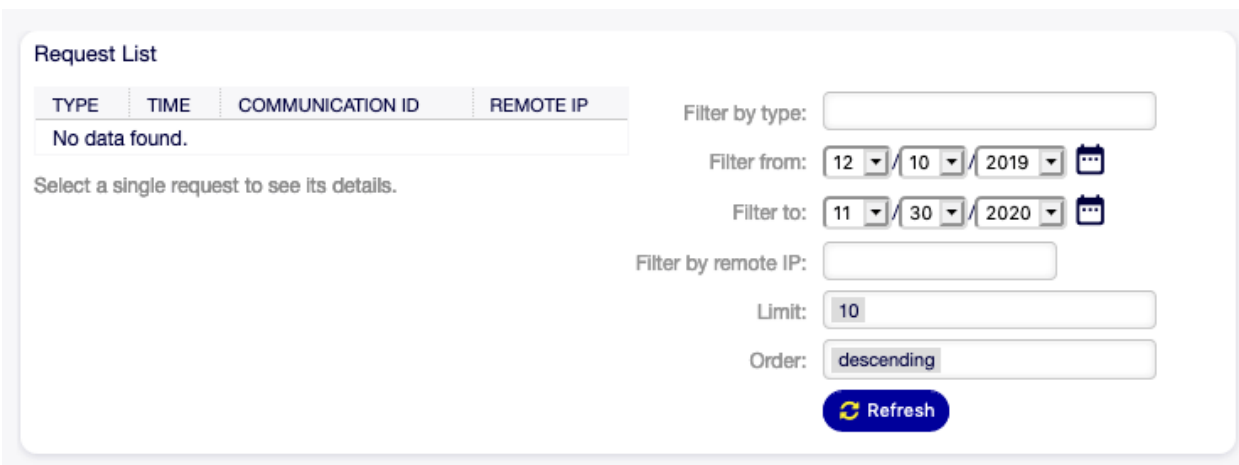 Request List
TYPE TIME COMMUNICATION ID REMOTE IP
No data found.
Select a single request to see its details.
Filter by type:
Filter from: 12 / 10 / 2019
Filter to: 11 / 30 / 2020
Filter by remote IP:
Limit: 10
Order: descending
Refresh